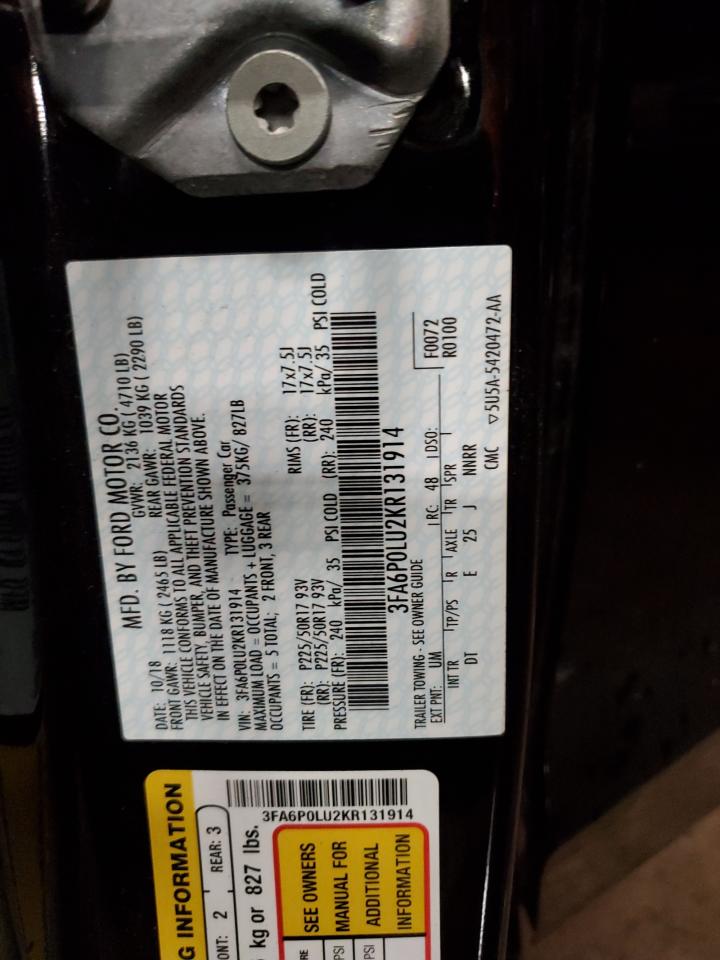 MFD. BY FORD MOTOR CO.
DATE: 10/18 GVWR: 2136 KG ( 4710 LB)
FRONT GAWR: 1118 KG ( 2465 LB) REAR GAWR: 1039 KG ( 2290 LB)
THIS VEHICLE CONFORMS TO ALL APPLICABLE FEDERAL MOTOR
VEHICLE SAFETY, BUMPER, AND THEFT PREVENTION STANDARDS
IN EFFECT ON THE DATE OF MANUFACTURE SHOWN ABOVE.
VIN: 3FA6P0LU2KR131914 TYPE: Passenger Car
MAXIMUM LOAD = OCCUPANTS + LUGGAGE = 375KG/ 827LB
OCCUPANTS = 5 TOTAL; 2 FRONT, 3 REAR
TIRE (FR): P225/50R17 93V RIMS (FR): 17x7.5J
(RR): P225/50R17 93V (RR): 17x7.5J
PRESSURE (FR): 240 kPa/ 35 PSI COLD (RR): 240 kPa/ 35 PSI COLD
3FA6P0LU2KR131914
TRAILER TOWING - SEE OWNER GUIDE F0072
EXT PNT: UM RC: 48 DSO: R0100
INT TR TP/PS R AXLE TR SPR
DT E 25 J NNRR
CMC ▽5U5A-5420472-AA
G INFORMATION
ONT: 2 REAR: 3
kg or 827 lbs.
3FA6P0LU2KR131914
SEE OWNERS
MANUAL FOR
ADDITIONAL
INFORMATION
PSI
PSI